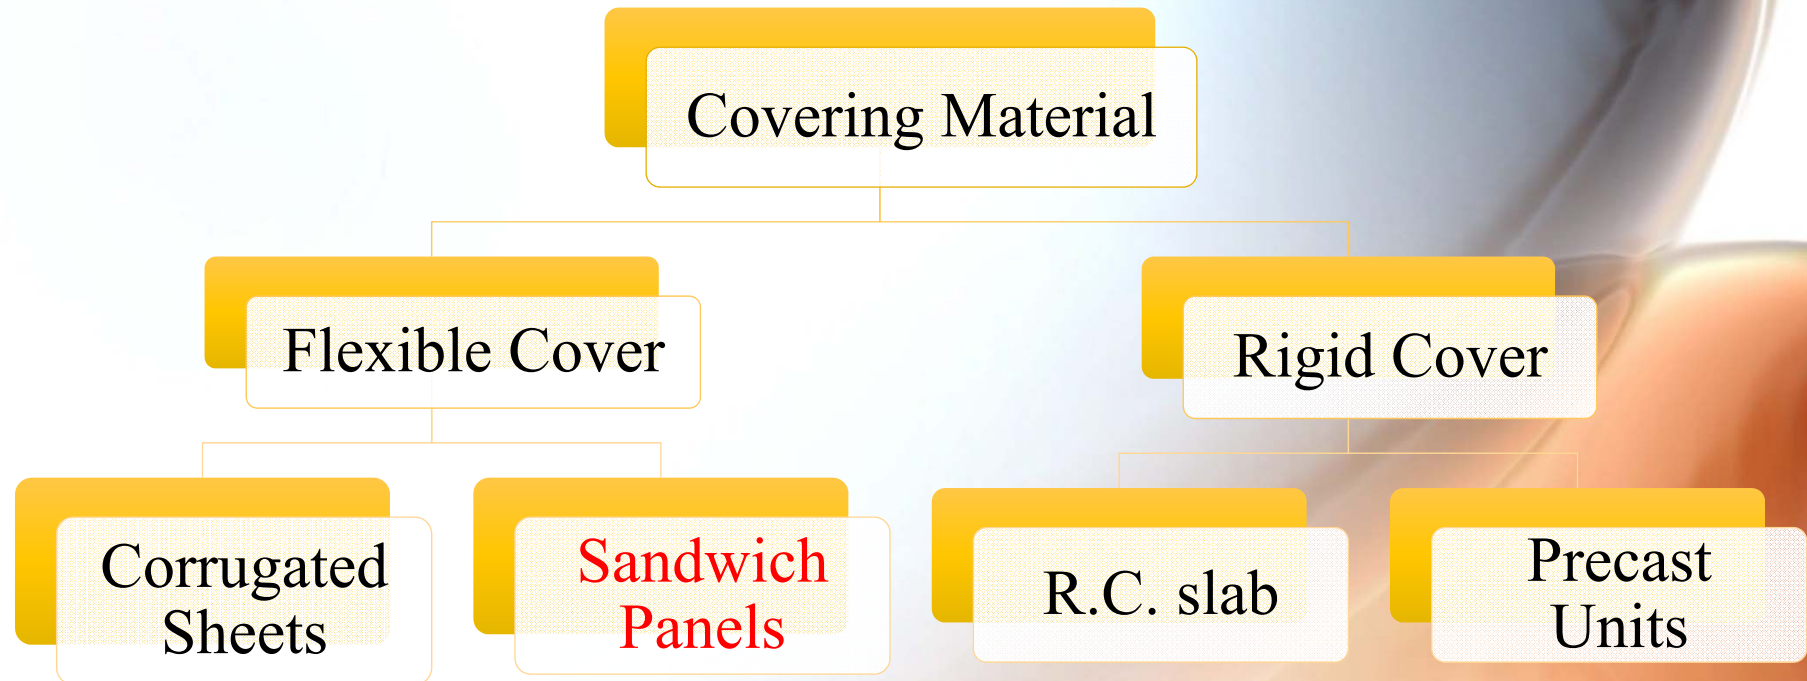 Covering Material
Flexible Cover
Rigid Cover
Corrugated
Sheets
Sandwich
Panels
R.C. slab
Precast
Units